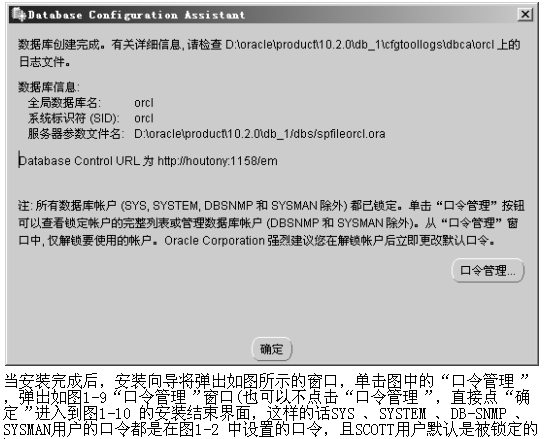 Database Configuration Assistant
数据库创建完成。有关详细信息, 请检查 D:\oracle\product\10.2.0\db_1\cfgtoollogs\dbca\orcl 上的
日志文件。
数据库信息:
全局数据库名: orcl
系统标识符 (SID): orcl
服务器参数文件名: D:\oracle\product\10.2.0\db_1/dbs/spfileorcl.ora
Database Control URL 为 http://houtony:1158/em
注: 所有数据库帐户 (SYS, SYSTEM, DBSNMP 和 SYSMAN 除外) 都已锁定。单击“口令管理” 按钮
可以查看锁定帐户的完整列表或管理数据库帐户 (DBSNMP 和 SYSMAN 除外)。从“口令管理” 窗
口中, 仅解锁要使用的帐户。Oracle Corporation 强烈建议您在解锁帐户后立即更改默认口令。
口令管理...
确定
当安装完成后，安装向导将弹出如图所示的窗口，单击图中的“口令管理 ”
，弹出如图1-9“口令管理 ”窗口(也可以不点击“口令管理 ”，直接点“确
定 ”进入到图1-10 的安装结束界面，这样的话SYS 、SYSTEM 、DB-SNMP 、
SYSMAN用户的口令都是在图1-2 中设置的口令，且SCOTT用户默认是被锁定的